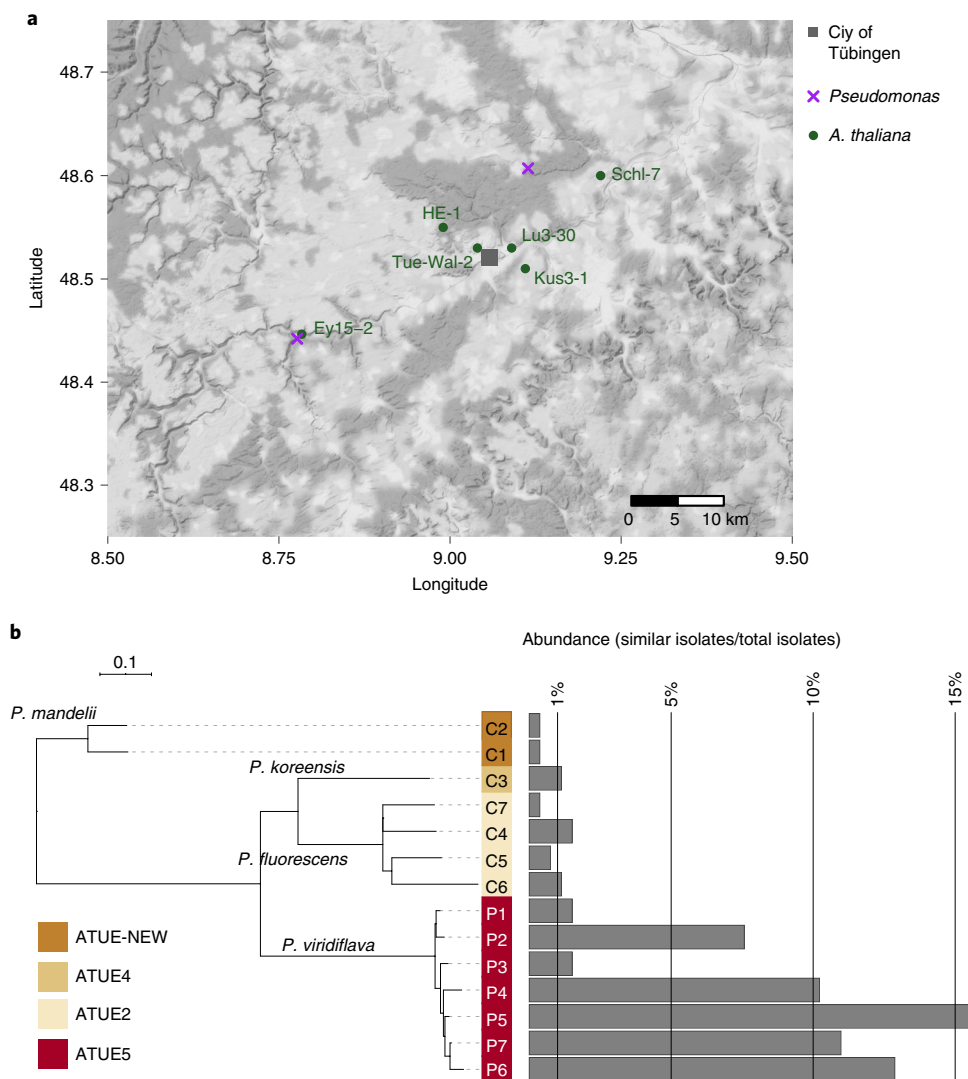 a
48.7
48.6
48.5
48.4
48.3
Latitude
8.50
8.75
9.00
9.25
9.50
Longitude
HE-1
Tue-Wal-2
Lu3-30
Kus3-1
Schl-7
Ey15–2
0 5 10 km
Ciy of
Tübingen
Pseudomonas
A. thaliana
b
Abundance (similar isolates/total isolates)
0.1
1%
5%
10%
15%
P. mandelii
P. koreensis
P. fluorescens
P. viridiflava
C2
C1
C3
C7
C4
C5
C6
P1
P2
P3
P4
P5
P7
P6
ATUE-NEW
ATUE4
ATUE2
ATUE5